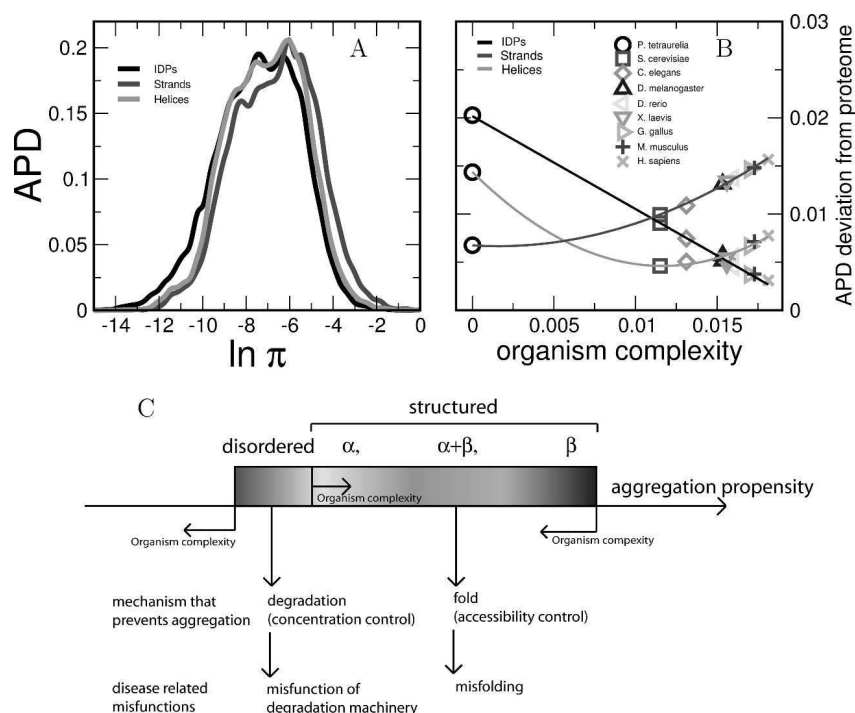 A
IDPs
Strands
Helices
APD
0.2
0.15
0.1
0.05
0
-14 -12 -10 -8 -6 -4 -2 0
ln π
B
IDPs
Strands
Helices
P. tetraurelia
S. cerevisiae
C. elegans
D. melanogaster
D. rerio
X. laevis
G. gallus
M. musculus
H. sapiens
0.03
0.02
0.01
0
APD deviation from proteome
0 0.005 0.01 0.015
organism complexity
C
structured
disordered α, α+β, β
Organism complexity
aggregation propensity
Organism complexity
Organism compexity
mechanism that
prevents aggregation
degradation
(concentration control)
fold
(accessibility control)
disease related
misfunctions
misfunction of
degradation machinery
misfolding